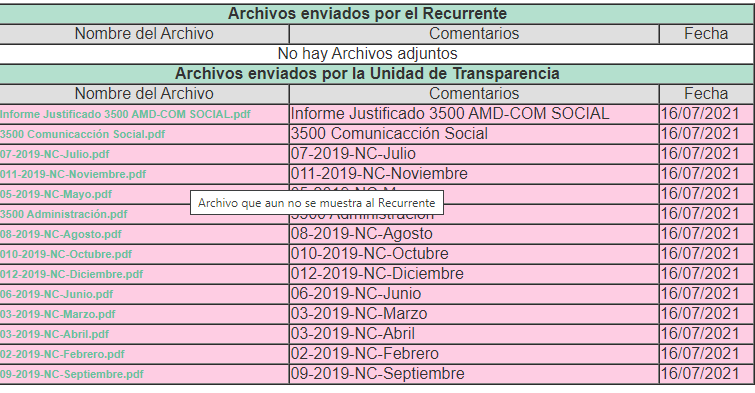 Archivos enviados por el Recurrente
Nombre del Archivo Comentarios Fecha
No hay Archivos adjuntos
Archivos enviados por la Unidad de Transparencia
Nombre del Archivo Comentarios Fecha
Informe Justificado 3500 AMD-COM SOCIAL.pdf Informe Justificado 3500 AMD-COM SOCIAL 16/07/2021
3500 Comunicacción Social.pdf 3500 Comunicacción Social 16/07/2021
07-2019-NC-Julio.pdf 07-2019-NC-Julio 16/07/2021
011-2019-NC-Noviembre.pdf 011-2019-NC-Noviembre 16/07/2021
05-2019-NC-Mayo.pdf 05-2019-NC-Mayo 16/07/2021
Archivo que aun no se muestra al Recurrente
3500 Administración.pdf 3500 Administración 16/07/2021
08-2019-NC-Agosto.pdf 08-2019-NC-Agosto 16/07/2021
010-2019-NC-Octubre.pdf 010-2019-NC-Octubre 16/07/2021
012-2019-NC-Diciembre.pdf 012-2019-NC-Diciembre 16/07/2021
06-2019-NC-Junio.pdf 06-2019-NC-Junio 16/07/2021
03-2019-NC-Marzo.pdf 03-2019-NC-Marzo 16/07/2021
03-2019-NC-Abril.pdf 03-2019-NC-Abril 16/07/2021
02-2019-NC-Febrero.pdf 02-2019-NC-Febrero 16/07/2021
09-2019-NC-Septiembre.pdf 09-2019-NC-Septiembre 16/07/2021